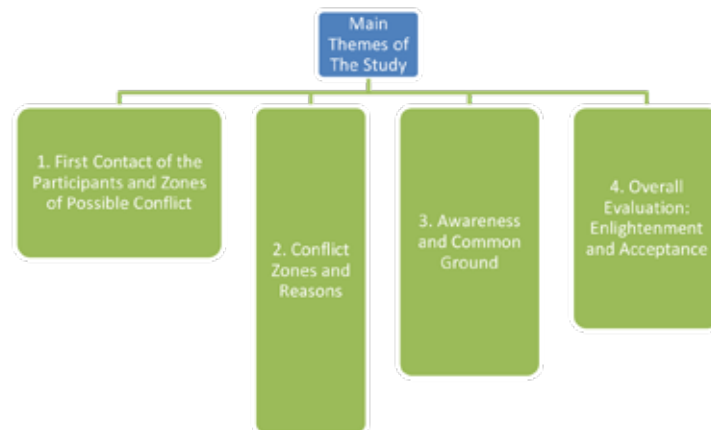 Main
Themes of
The Study
1. First Contact of the
Participants and Zones
of Possible Conflict
2. Conflict
Zones and
Reasons
3. Awareness
and Common
Ground
4. Overall
Evaluation:
Enlightenment
and Acceptance